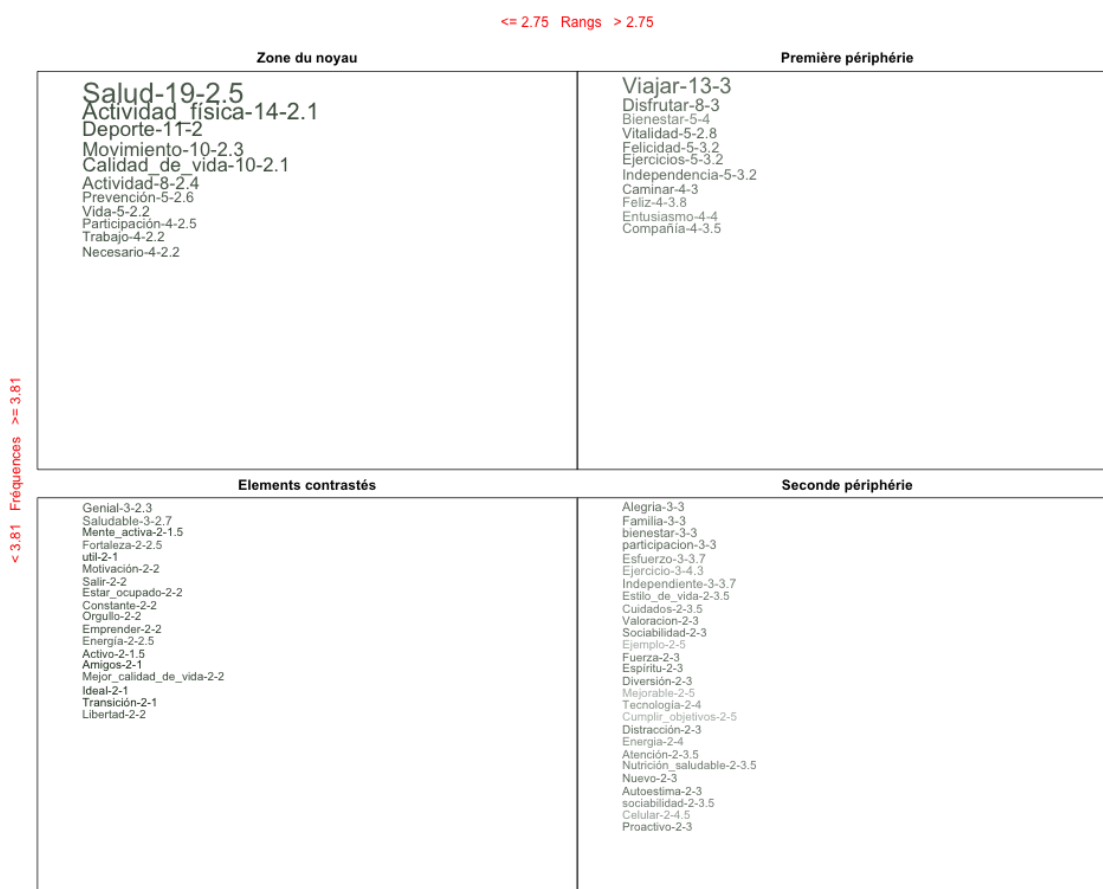 <= 2.75 Rangs > 2.75
Zone du noyau
Salud-19-2.5
Actividad_física-14-2.1
Deporte-11-2
Movimiento-10-2.3
Calidad_de_vida-10-2.1
Actividad-8-2.4
Prevención-5-2.6
Vida-5-2.2
Participación-4-2.5
Trabajo-4-2.2
Necesario-4-2.2
Première périphérie
Viajar-13-3
Disfrutar-8-3
Bienestar-5-4
Vitalidad-5-2.8
Felicidad-5-3.2
Ejercicios-5-3.2
Independencia-5-3.2
Caminar-4-3
Feliz-4-3.8
Entusiasmo-4-4
Compañía-4-3.5
< 3.81 Fréquences >= 3.81
Elements contrastés
Genial-3-2.3
Saludable-3-2.7
Mente_activa-2-1.5
Fortaleza-2-2.5
util-2-1
Motivación-2-2
Salir-2-2
Estar_ocupado-2-2
Constante-2-2
Orgullo-2-2
Emprender-2-2
Energía-2-2.5
Activo-2-1.5
Amigos-2-1
Mejor_calidad_de_vida-2-2
Ideal-2-1
Transición-2-1
Libertad-2-2
Seconde périphérie
Alegria-3-3
Familia-3-3
bienestar-3-3
participacion-3-3
Esfuerzo-3-3.7
Ejercicio-3-4.3
Independiente-3-3.7
Estilo_de_vida-2-3.5
Cuidados-2-3.5
Valoracion-2-3
Sociabilidad-2-3
Ejemplo-2-5
Fuerza-2-3
Espíritu-2-3
Diversión-2-3
Mejorable-2-5
Tecnología-2-4
Cumplir_objetivos-2-5
Distracción-2-3
Energia-2-4
Atención-2-3.5
Nutrición_saludable-2-3.5
Nuevo-2-3
Autoestima-2-3
sociabilidad-2-3.5
Celular-2-4.5
Proactivo-2-3